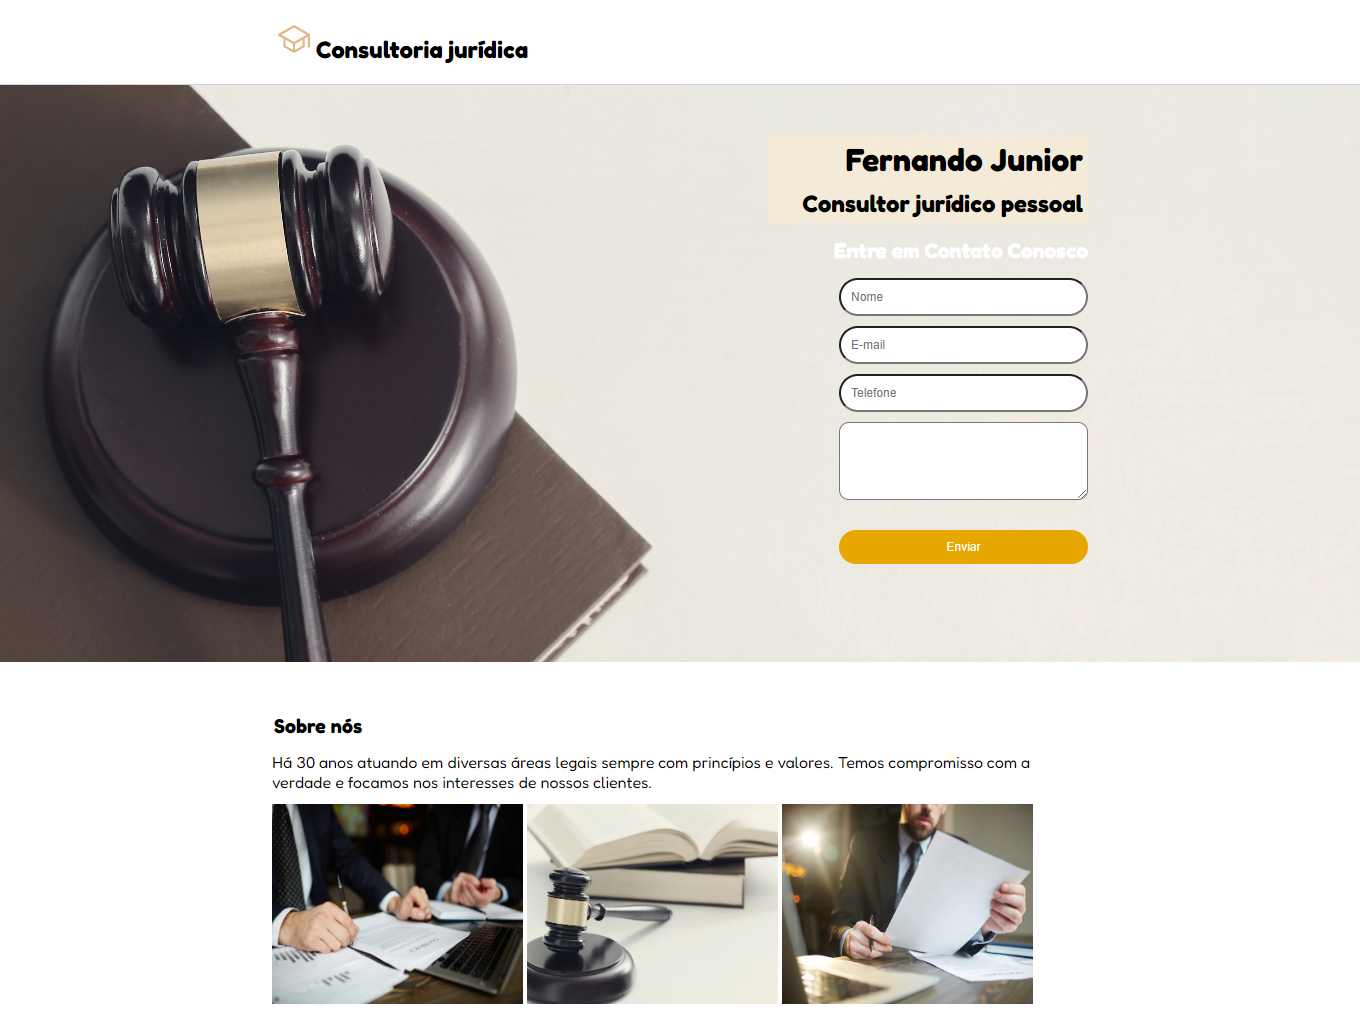 Consultoria jurídica
Fernando Junior
Consultor jurídico pessoal
Entre em Contato Conosco
Nome
E-mail
Telefone
Enviar
Sobre nós
Há 30 anos atuando em diversas áreas legais sempre com princípios e valores. Temos compromisso com a
verdade e focamos nos interesses de nossos clientes.